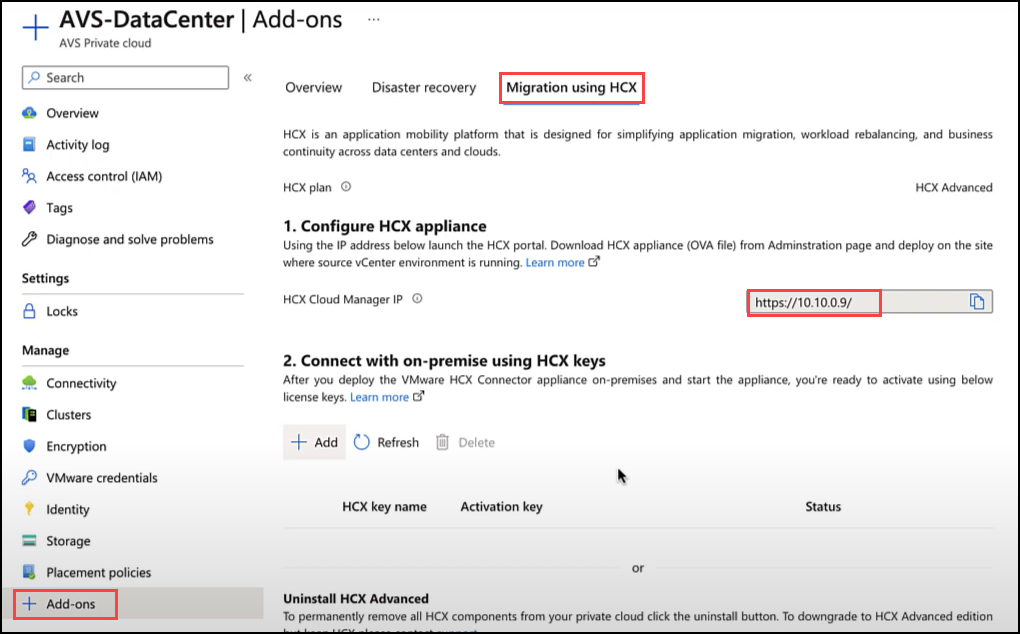 AVS-DataCenter | Add-ons ...
AVS Private cloud
Search
«
Overview
Activity log
Access control (IAM)
Tags
Diagnose and solve problems
Settings
Locks
Manage
Connectivity
Clusters
Encryption
VMware credentials
Identity
Storage
Placement policies
Add-ons
Overview Disaster recovery Migration using HCX
HCX is an application mobility platform that is designed for simplifying application migration, workload rebalancing, and business
continuity across data centers and clouds.
HCX plan HCX Advanced
1. Configure HCX appliance
Using the IP address below launch the HCX portal. Download HCX appliance (OVA file) from Adminstration page and deploy on the site
where source vCenter environment is running. Learn more
HCX Cloud Manager IP https://10.10.0.9/
2. Connect with on-premise using HCX keys
After you deploy the VMware HCX Connector appliance on-premises and start the appliance, you're ready to activate using below
license keys. Learn more
Add Refresh Delete
HCX key name Activation key Status
or
Uninstall HCX Advanced
To permanently remove all HCX components from your private cloud click the uninstall button. To downgrade to HCX Advanced edition
but keep HCX please contact support.